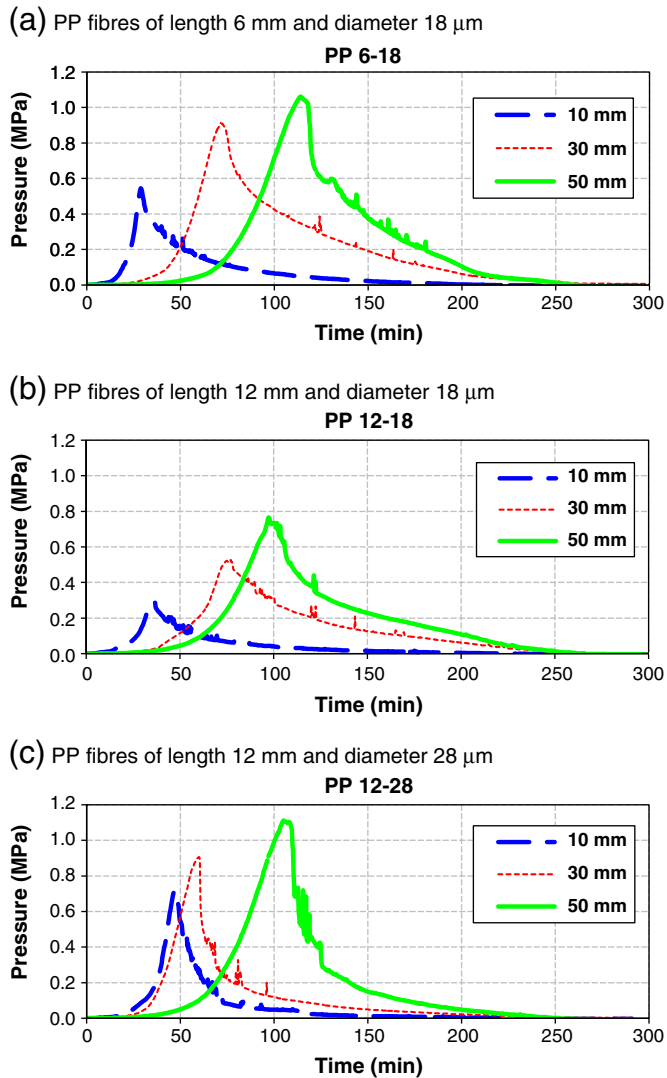 (a) PP fibres of length 6 mm and diameter 18 µm
PP 6-18
Pressure (MPa)
1.2
1.0
0.8
0.6
0.4
0.2
0.0
10 mm
30 mm
50 mm
0 50 100 150 200 250 300
Time (min)
(b) PP fibres of length 12 mm and diameter 18 µm
PP 12-18
Pressure (MPa)
1.2
1.0
0.8
0.6
0.4
0.2
0.0
10 mm
30 mm
50 mm
0 50 100 150 200 250 300
Time (min)
(c) PP fibres of length 12 mm and diameter 28 µm
PP 12-28
Pressure (MPa)
1.2
1.0
0.8
0.6
0.4
0.2
0.0
10 mm
30 mm
50 mm
0 50 100 150 200 250 300
Time (min)